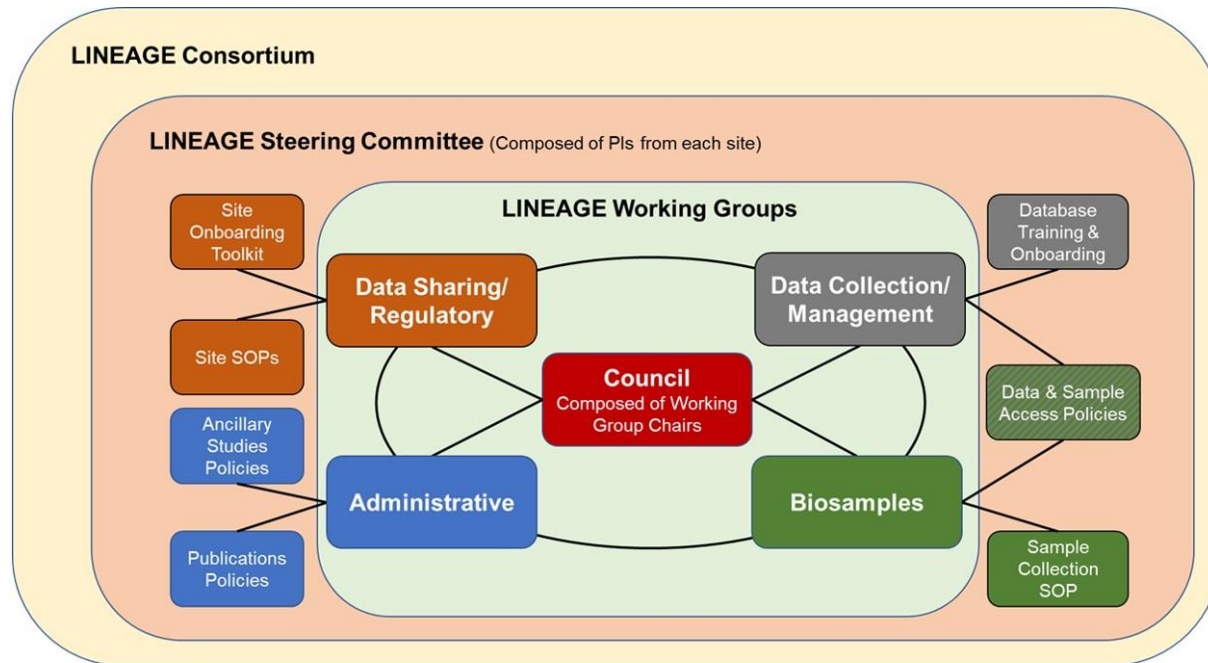 LINEAGE Consortium
LINEAGE Steering Committee (Composed of PIs from each site)
LINEAGE Working Groups
Site
Onboarding
Toolkit
Site SOPs
Ancillary
Studies
Policies
Publications
Policies
Data Sharing/
Regulatory
Administrative
Council
Composed of Working
Group Chairs
Data Collection/
Management
Biosamples
Database
Training &
Onboarding
Data & Sample
Access Policies
Sample
Collection
SOP